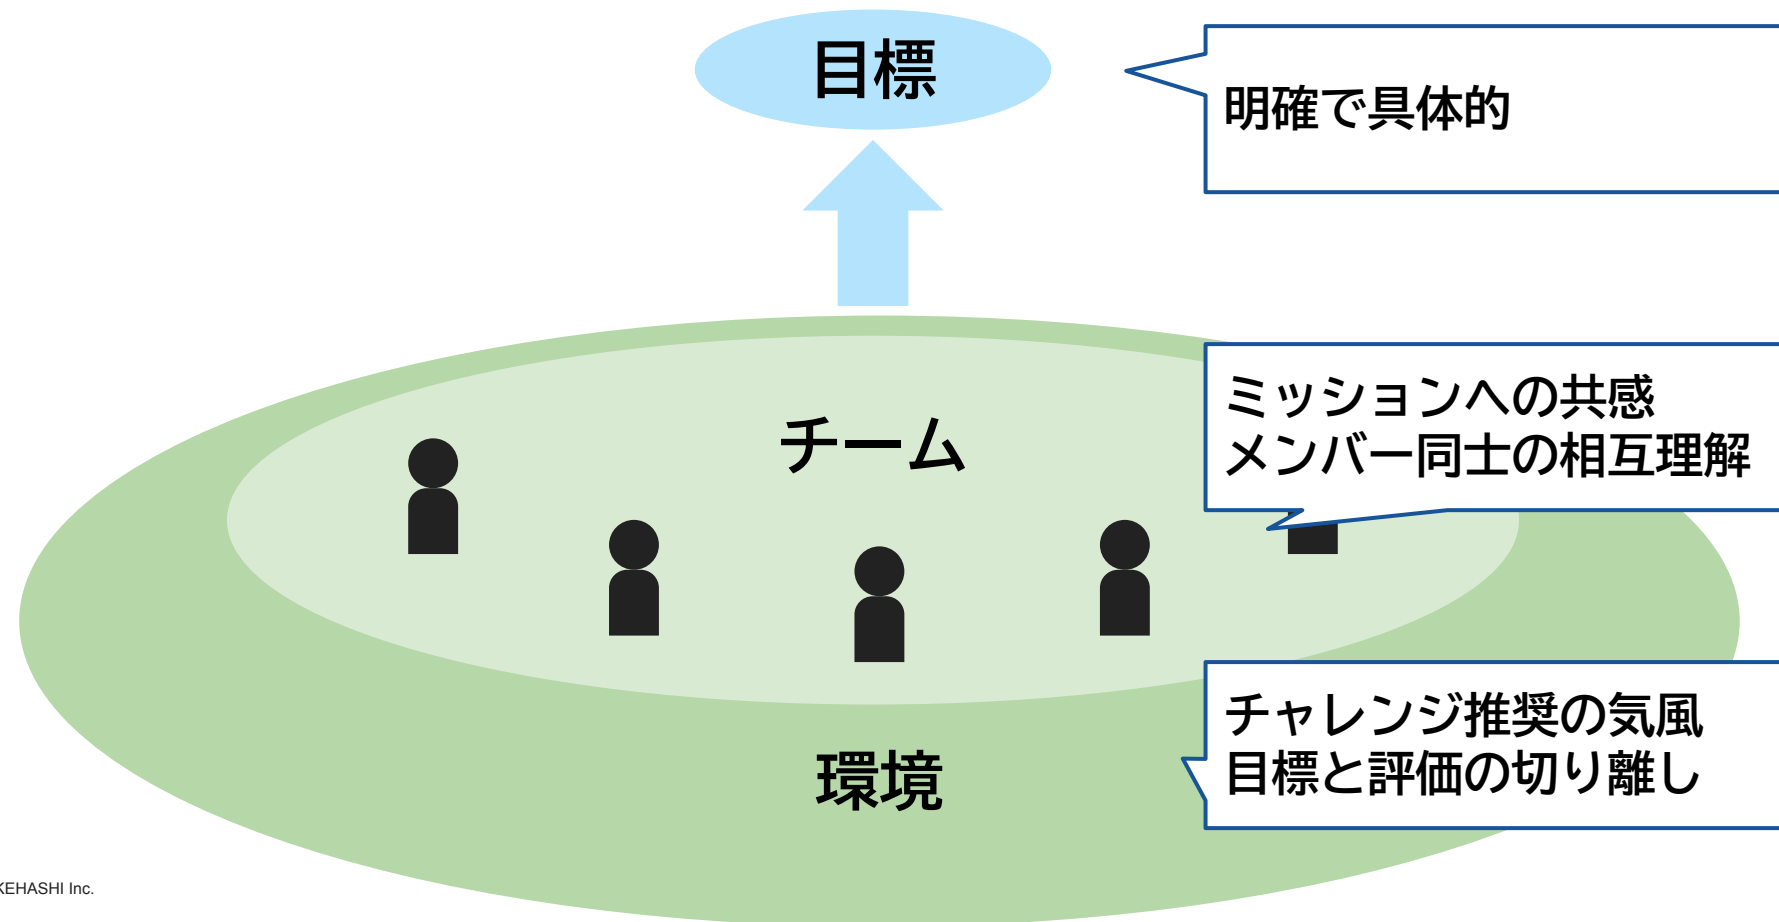 目標
明確で具体的
ミッションへの共感
メンバー同士の相互理解
チーム
チャレンジ推奨の気風
目標と評価の切り離し
環境
KEHASHI Inc.